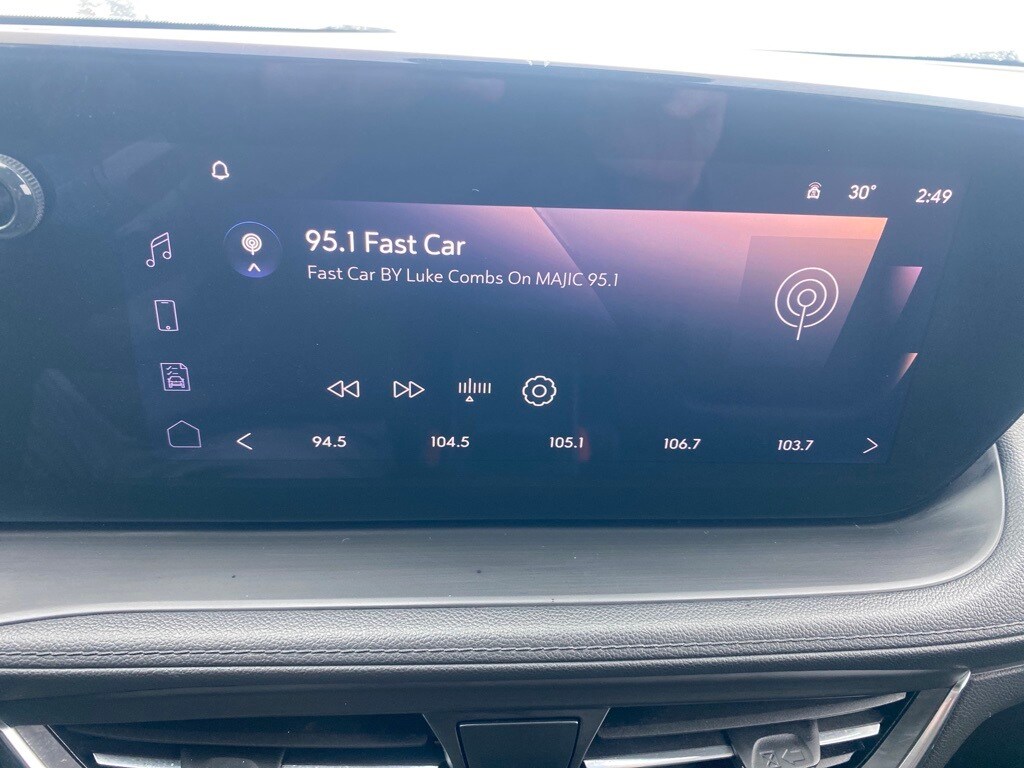 30° 2:49
95.1 Fast Car
Fast Car BY Luke Combs On MAJIC 95.1
94.5 104.5 105.1 106.7 103.7